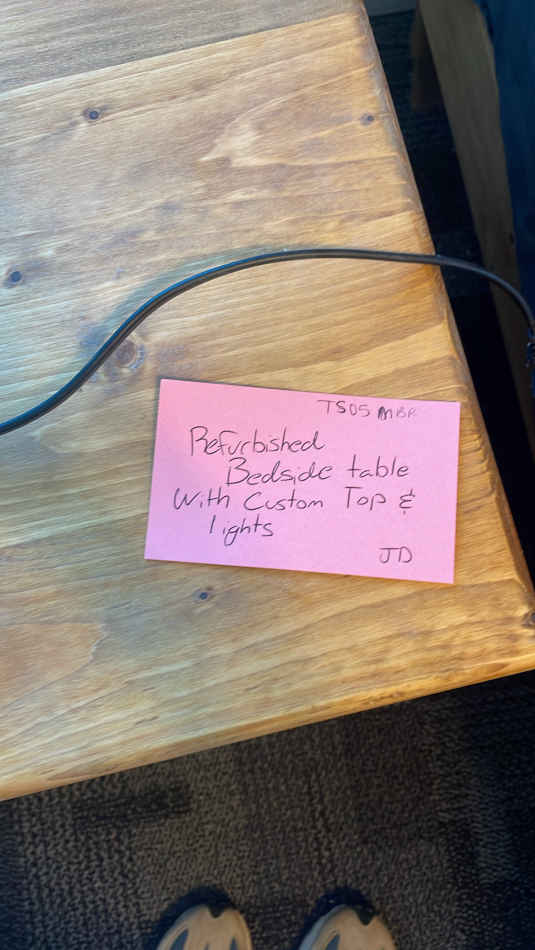 TS05 MBR
Refurbished
Bedside table
With Custom Top &
lights
JD